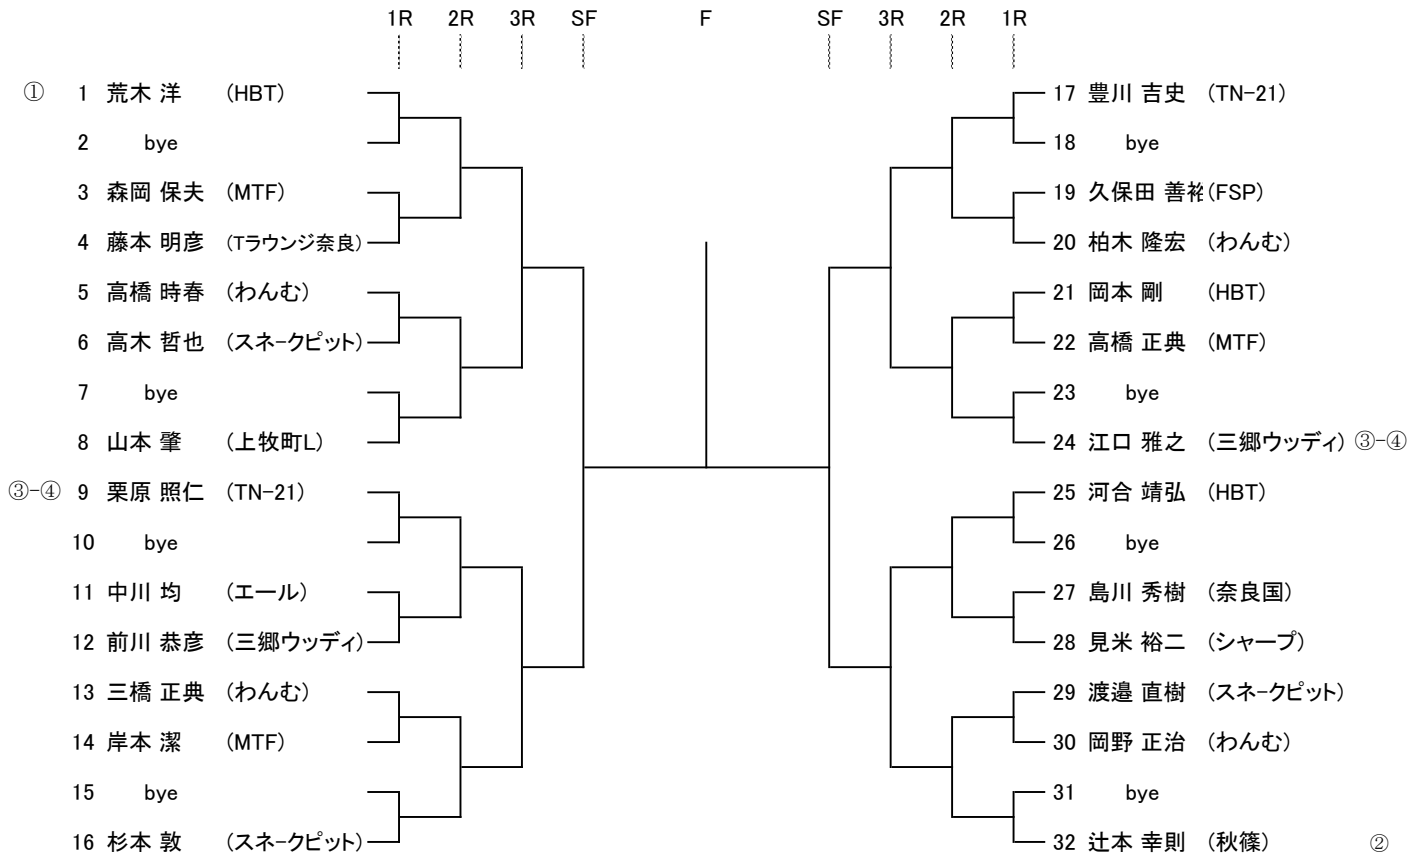 1R 2R 3R SF F SF 3R 2R 1R
① 1 荒木 洋 (HBT)
2 bye
3 森岡 保夫 (MTF)
4 藤本 明彦 (Tラウンジ奈良)
5 高橋 時春 (わんむ)
6 高木 哲也 (スネークピット)
7 bye
8 山本 肇 (上牧町L)
③-④ 9 栗原 照仁 (TN-21)
10 bye
11 中川 均 (エール)
12 前川 恭彦 (三郷ウッディ)
13 三橋 正典 (わんむ)
14 岸本 潔 (MTF)
15 bye
16 杉本 敦 (スネークピット)
17 豊川 吉史 (TN-21)
18 bye
19 久保田 善裕(FSP)
20 柏木 隆宏 (わんむ)
21 岡本 剛 (HBT)
22 高橋 正典 (MTF)
23 bye
24 江口 雅之 (三郷ウッディ) ③-④
25 河合 靖弘 (HBT)
26 bye
27 島川 秀樹 (奈良国)
28 見米 裕二 (シャープ)
29 渡邉 直樹 (スネークピット)
30 岡野 正治 (わんむ)
31 bye
32 辻本 幸則 (秋篠) ②